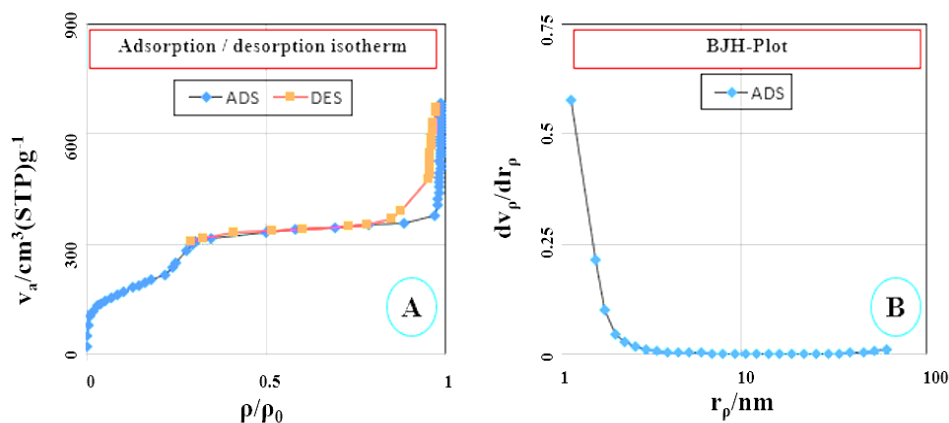 Adsorption / desorption isotherm
ADS DES
900
600
300
0
0 0.5 1
vₐ/cm³(STP)g⁻¹
ρ/ρ₀
A
BJH-Plot
ADS
0.75
0.5
0.25
0
1 10 100
dvᵨ/drᵨ
rᵨ/nm
B